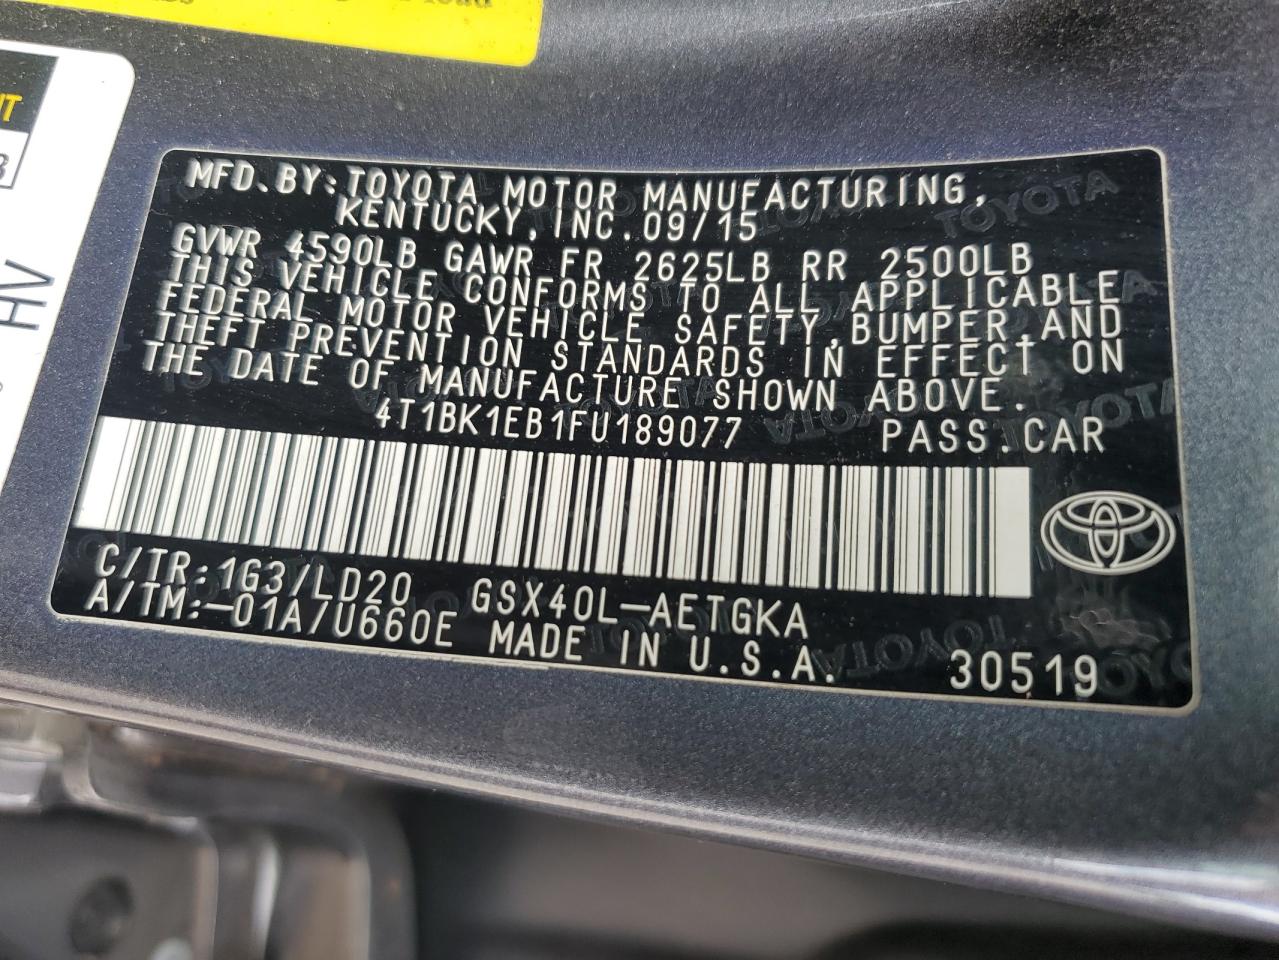 load
HV
MFD.BY:TOYOTA MOTOR MANUFACTURING,
KENTUCKY,INC.09/15
GVWR 4590LB GAWR FR 2625LB RR 2500LB
THIS VEHICLE CONFORMS TO ALL APPLICABLE
FEDERAL MOTOR VEHICLE SAFETY,BUMPER,AND
THEFT PREVENTION STANDARDS IN EFFECT ON
THE DATE OF MANUFACTURE SHOWN ABOVE.
4T1BK1EB1FU189077 PASS.CAR
C/TR:1G3/LD20 GSX40L-AETGKA
A/TM:-01A/U660E MADE IN U.S.A. 30519